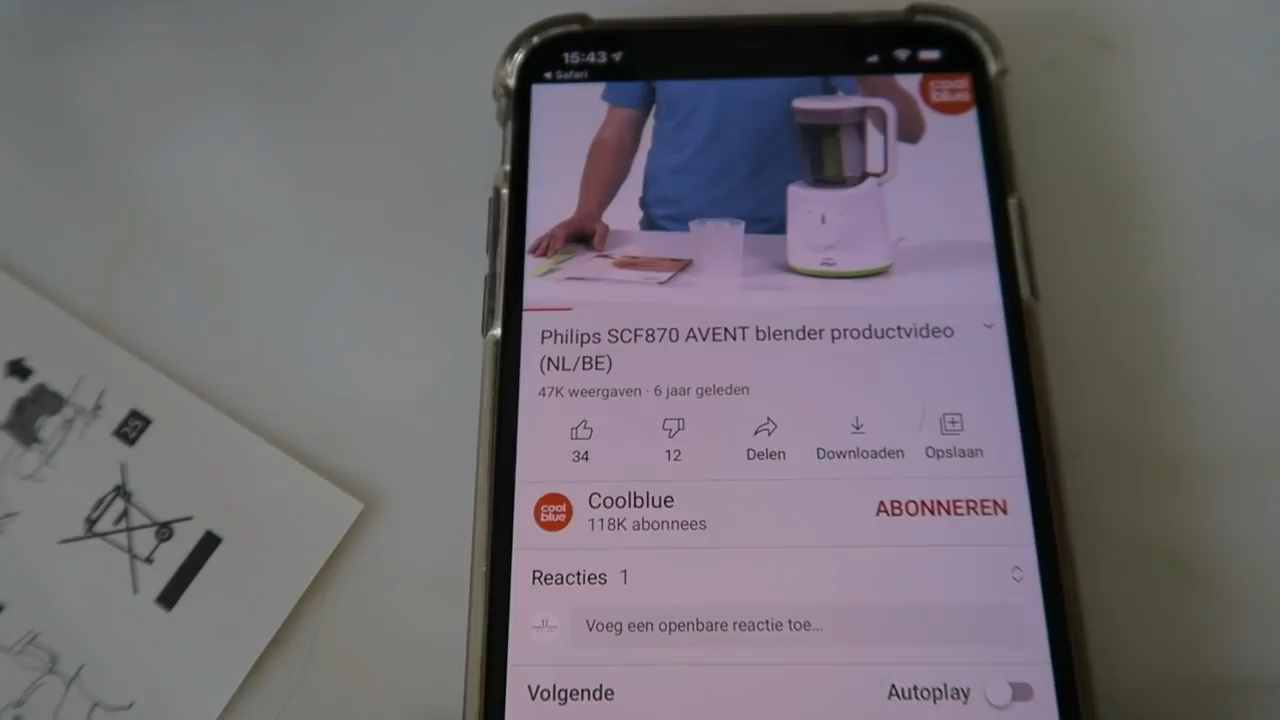 15:43
Safari
cool
blue
Philips SCF870 AVENT blender productvideo
(NL/BE)
47K weergaven · 6 jaar geleden
34
12
Delen
Downloaden
Opslaan
cool
blue
Coolblue
118K abonnees
ABONNEREN
Reacties 1
Voeg een openbare reactie toe...
Volgende
Autoplay
25